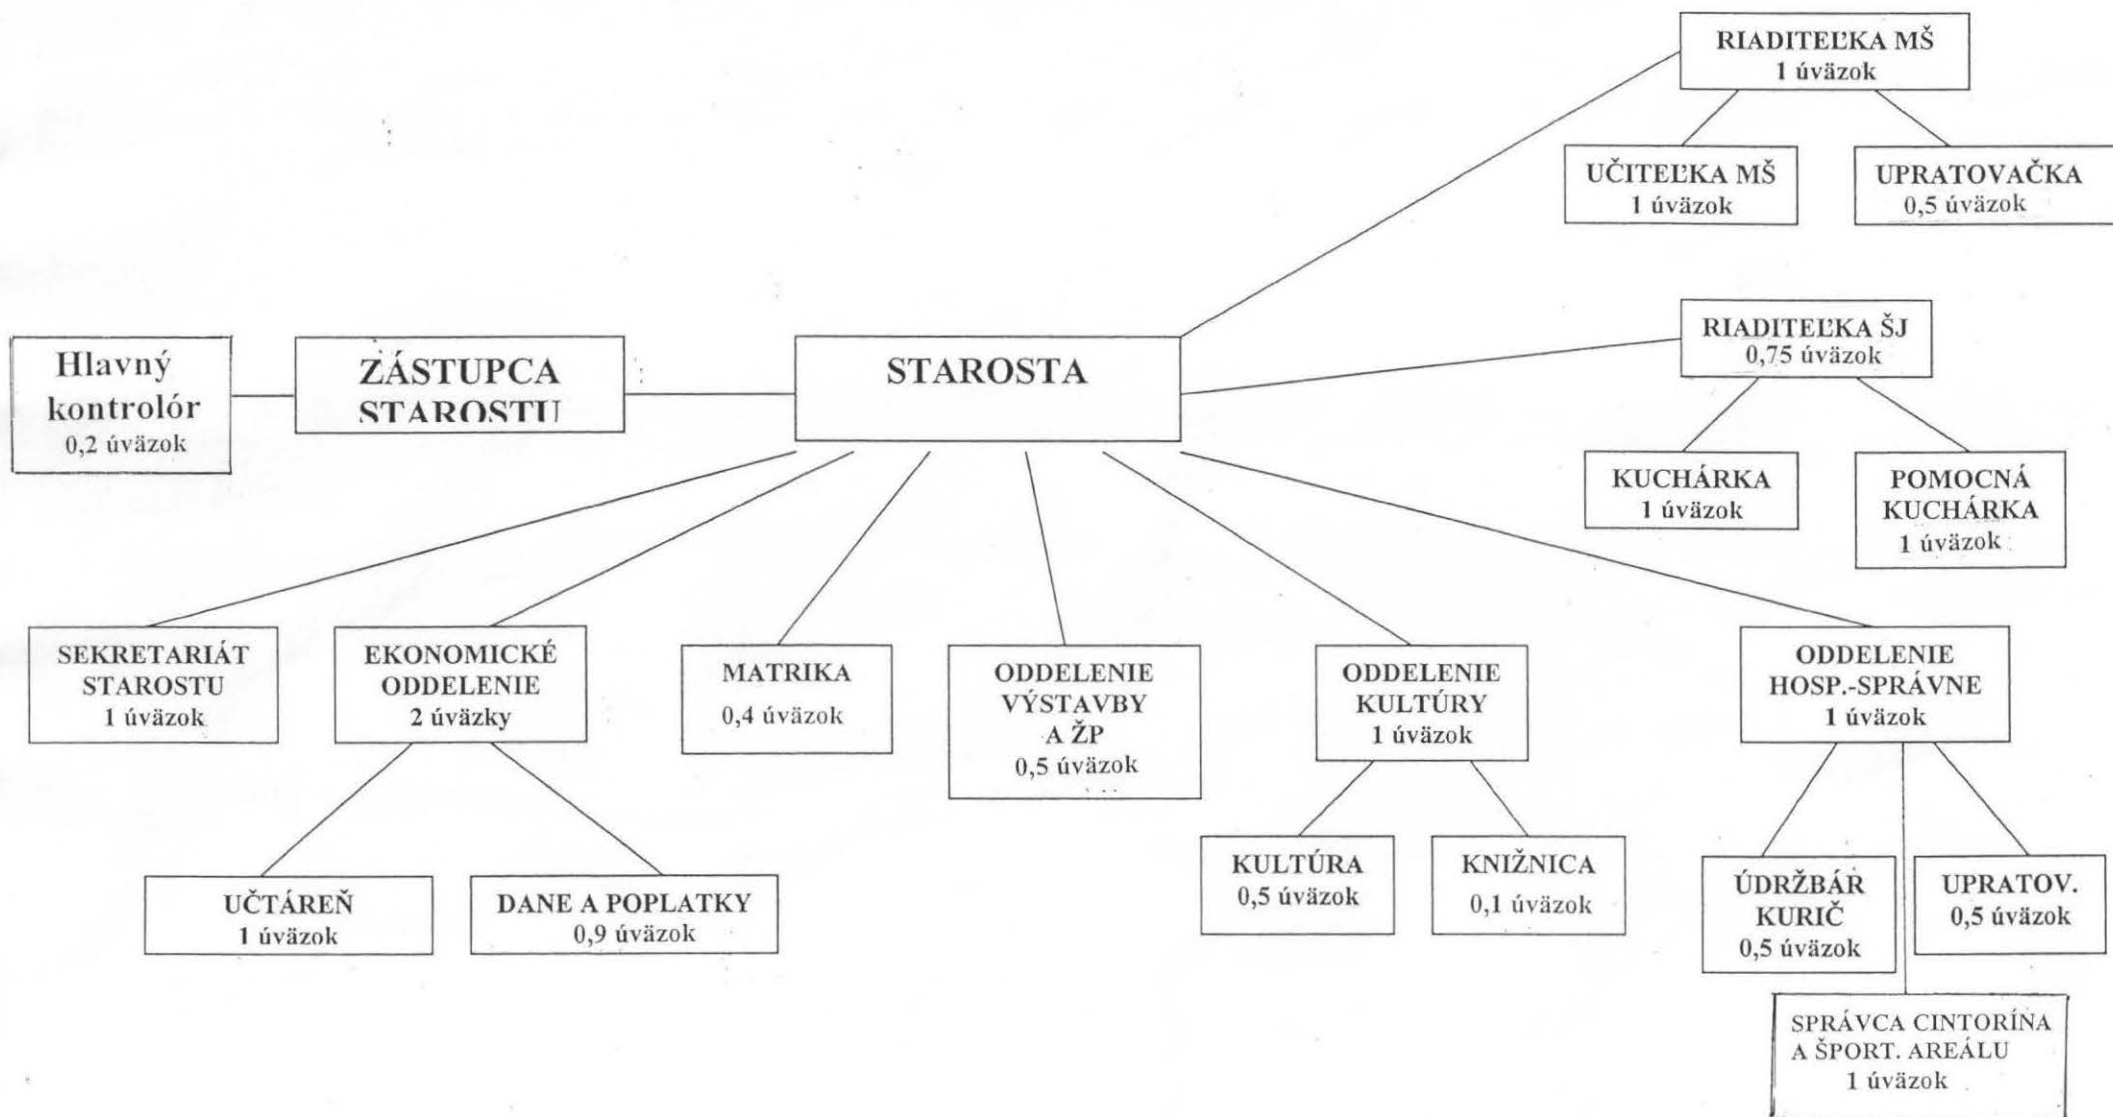 RIADITEĽKA MŠ
1 úväzok
UČITEĽKA MŠ
1 úväzok
UPRATOVAČKA
0,5 úväzok
Hlavný
kontrolór
0,2 úväzok
ZÁSTUPCA
STAROSTU
STAROSTA
RIADITEĽKA ŠJ
0,75 úväzok
KUCHÁRKA
1 úväzok
POMOCNÁ
KUCHÁRKA
1 úväzok
SEKRETARIÁT
STAROSTU
1 úväzok
EKONOMICKÉ
ODDELENIE
2 úväzky
MATRIKA
0,4 úväzok
ODDELENIE
VÝSTAVBY
A ŽP
0,5 úväzok
ODDELENIE
KULTÚRY
1 úväzok
ODDELENIE
HOSP.-SPRÁVNE
1 úväzok
UČTÁREŇ
1 úväzok
DANE A POPLATKY
0,9 úväzok
KULTÚRA
0,5 úväzok
KNIŽNICA
0,1 úväzok
ÚDRŽBÁR
KURIČ
0,5 úväzok
UPRATOV.
0,5 úväzok
SPRÁVCA CINTORÍNA
A ŠPORT. AREÁLU
1 úväzok